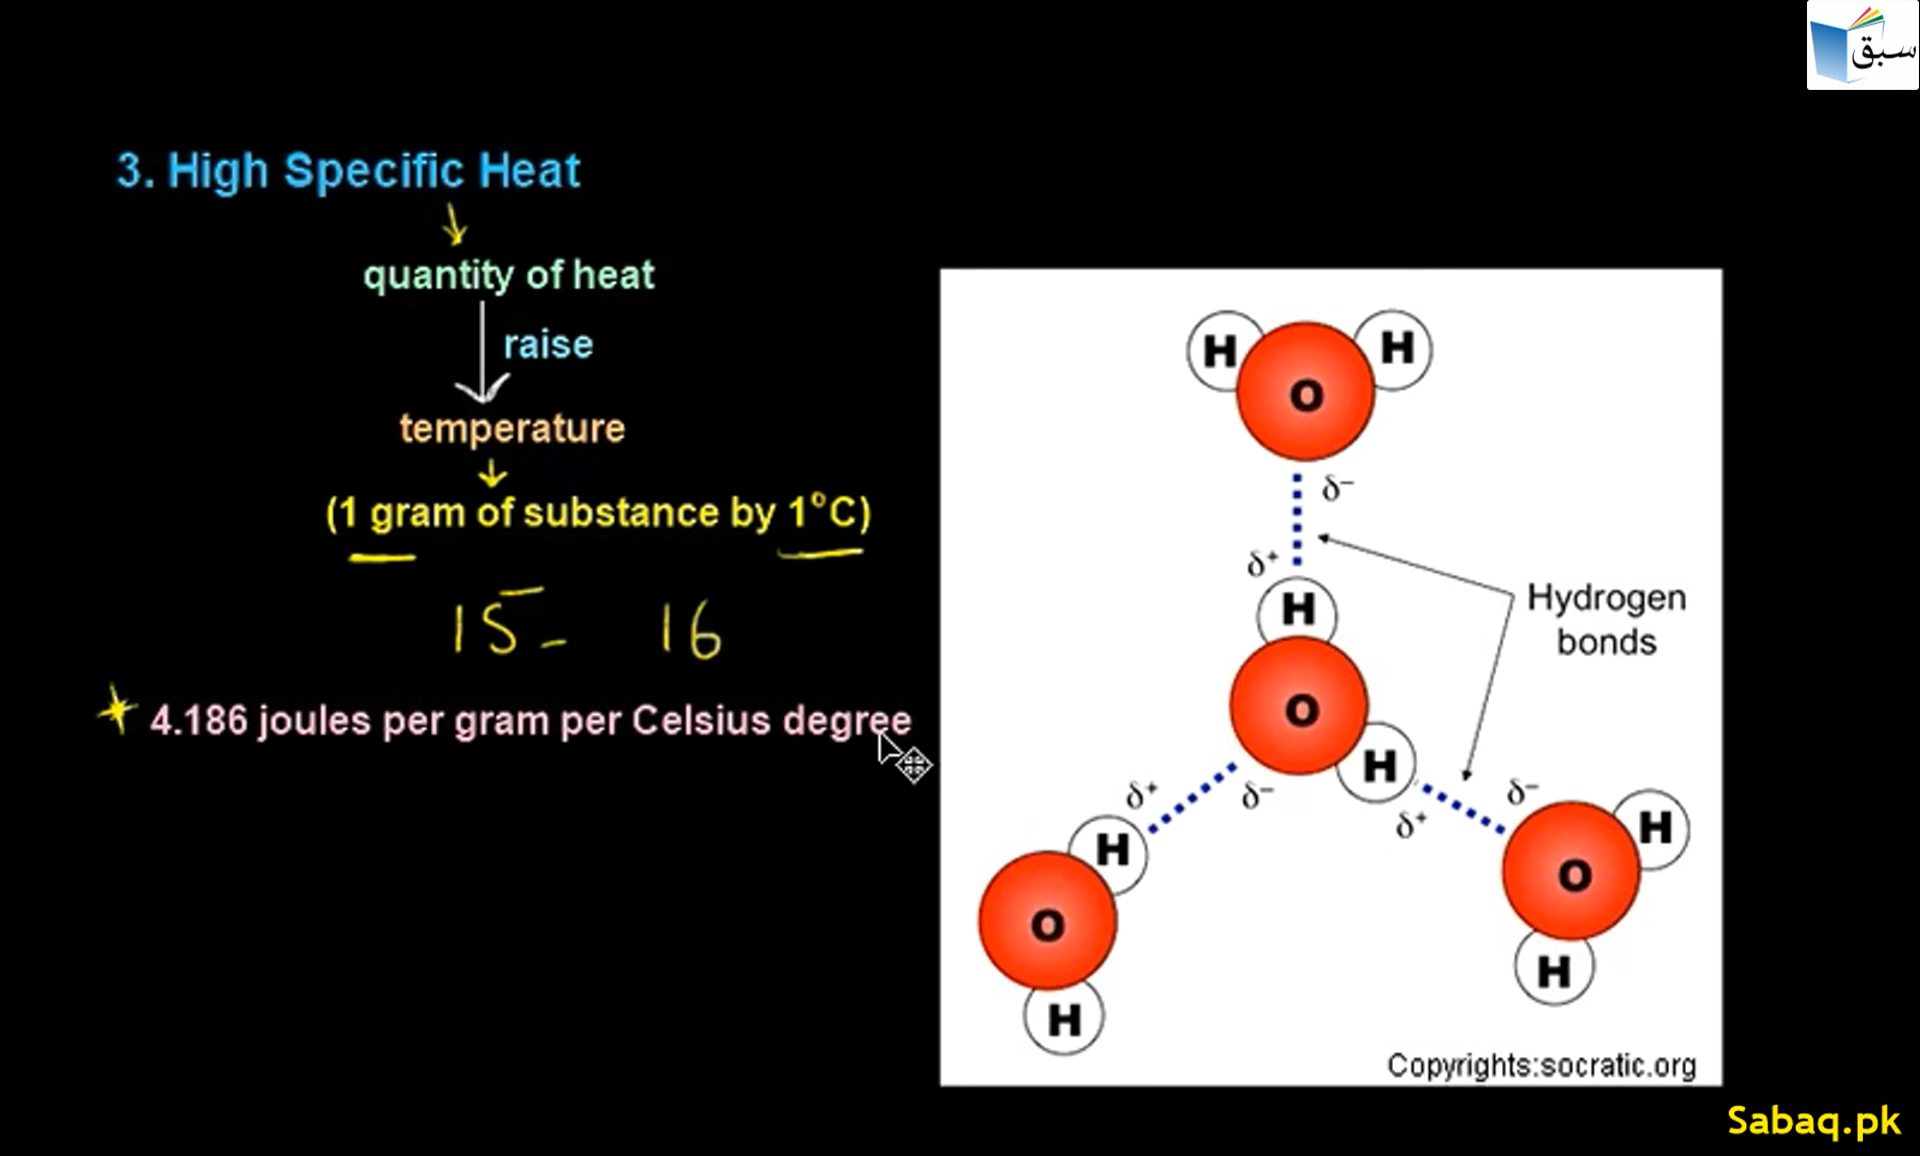 سبق
3. High Specific Heat
quantity of heat
raise
temperature
(1 gram of substance by 1°C)
15 - 16
4.186 joules per gram per Celsius degree
H O H
δ-
δ+
H
O
H
Hydrogen
bonds
δ+
δ-
δ+
δ-
H
O
H
O
H
H
Copyrights:socratic.org
Sabaq.pk